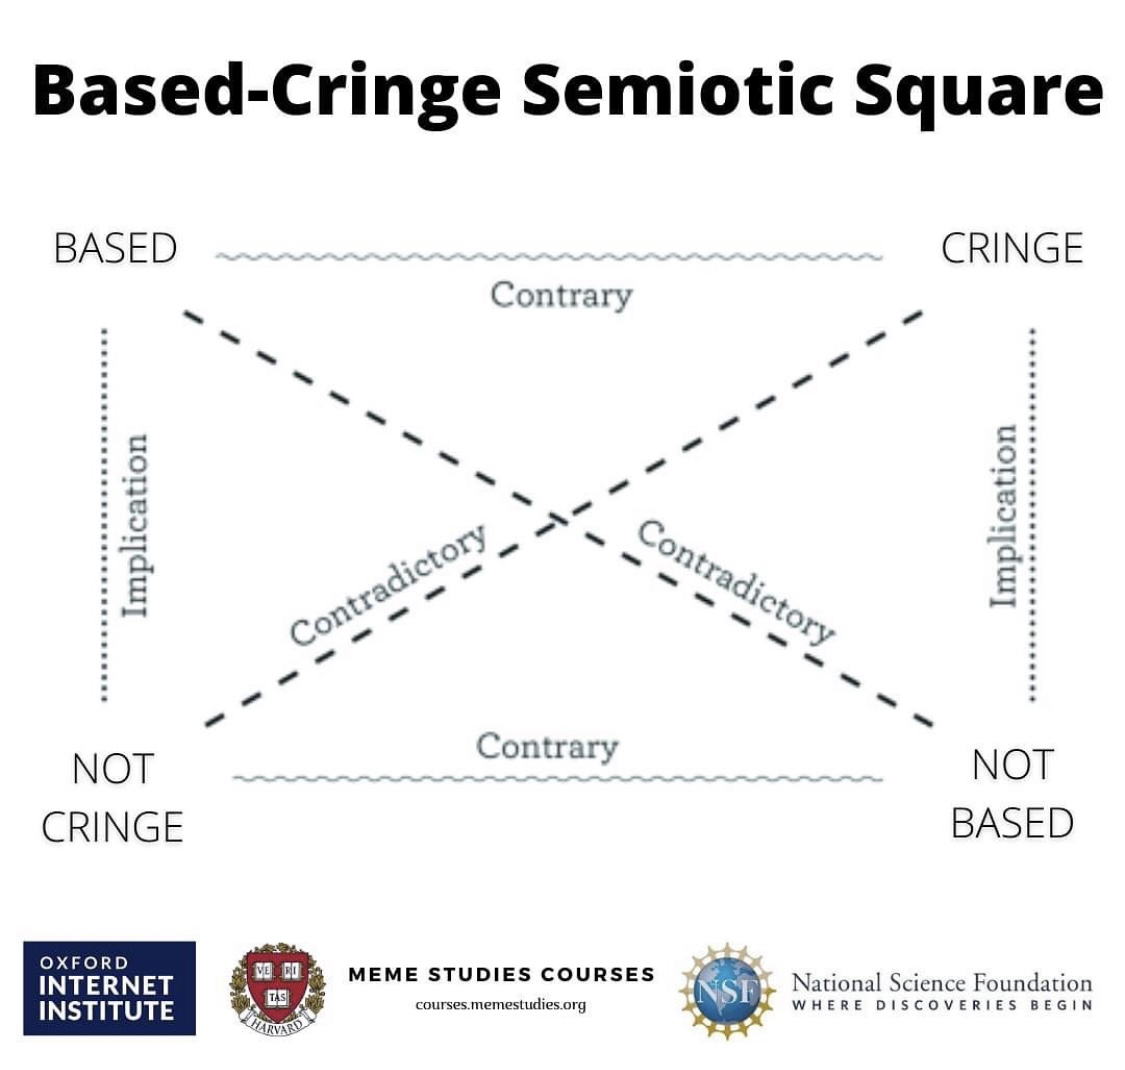 Based-Cringe Semiotic Square
BASED
CRINGE
Contrary
Implication
Implication
Contradictory
Contradictory
Contrary
NOT
CRINGE
NOT
BASED
OXFORD
INTERNET
INSTITUTE
VE RI
TAS
HARVARD
MEME STUDIES COURSES
courses.memestudies.org
NSF
National Science Foundation
WHERE DISCOVERIES BEGIN